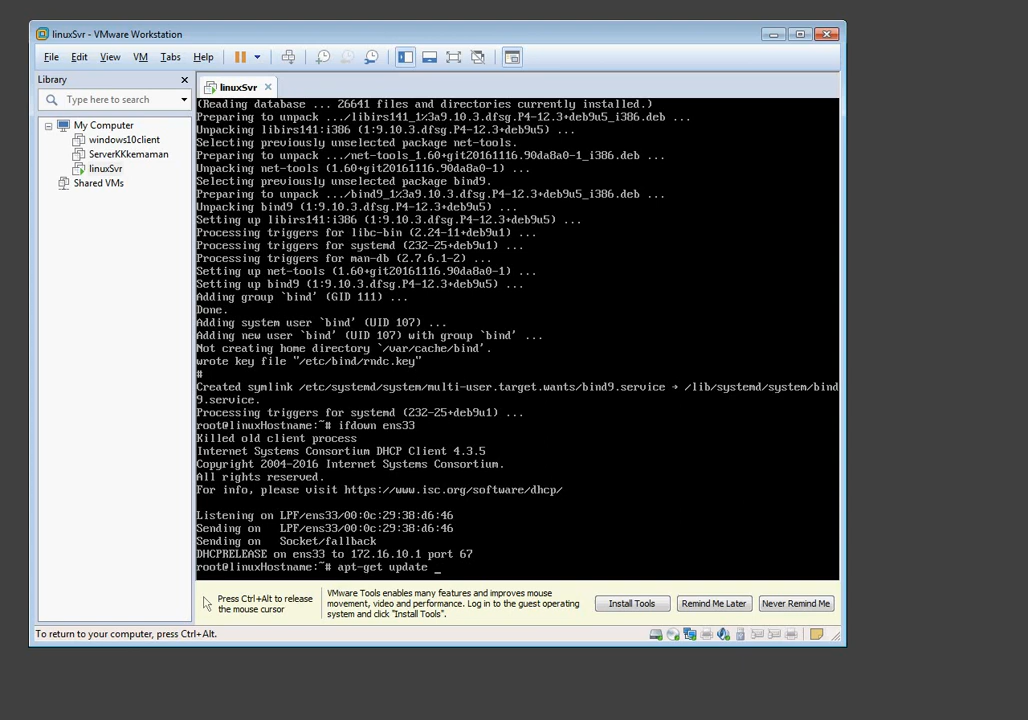 linuxSvr - VMware Workstation
File Edit View VM Tabs Help
Library
linuxSvr
Type here to search
My Computer
windows10client
ServerKKkemaman
linuxSvr
Shared VMs
(Reading database ... 26641 files and directories currently installed.)
Preparing to unpack .../libirs141_1%3a9.10.3.dfsg.P4-12.3+deb9u5_i386.deb ...
Unpacking libirs141:i386 (1:9.10.3.dfsg.P4-12.3+deb9u5) ...
Selecting previously unselected package net-tools.
Preparing to unpack .../net-tools_1.60+git20161116.90da8a0-1_i386.deb ...
Unpacking net-tools (1.60+git20161116.90da8a0-1) ...
Selecting previously unselected package bind9.
Preparing to unpack .../bind9_1%3a9.10.3.dfsg.P4-12.3+deb9u5_i386.deb ...
Unpacking bind9 (1:9.10.3.dfsg.P4-12.3+deb9u5) ...
Setting up libirs141:i386 (1:9.10.3.dfsg.P4-12.3+deb9u5) ...
Processing triggers for libc-bin (2.24-11+deb9u1) ...
Processing triggers for systemd (232-25+deb9u1) ...
Processing triggers for man-db (2.7.6.1-2) ...
Setting up net-tools (1.60+git20161116.90da8a0-1) ...
Setting up bind9 (1:9.10.3.dfsg.P4-12.3+deb9u5) ...
Adding group `bind' (GID 111) ...
Done.
Adding system user `bind' (UID 107) ...
Adding new user `bind' (UID 107) with group `bind' ...
Not creating home directory `/var/cache/bind'.
wrote key file "/etc/bind/rndc.key"
#
Created symlink /etc/systemd/system/multi-user.target.wants/bind9.service → /lib/systemd/system/bind
9.service.
Processing triggers for systemd (232-25+deb9u1) ...
root@linuxHostname:~# ifdown ens33
Killed old client process
Internet Systems Consortium DHCP Client 4.3.5
Copyright 2004-2016 Internet Systems Consortium.
All rights reserved.
For info, please visit https://www.isc.org/software/dhcp/
Listening on LPF/ens33/00:0c:29:38:d6:46
Sending on   LPF/ens33/00:0c:29:38:d6:46
Sending on   Socket/fallback
DHCPRELEASE on ens33 to 172.16.10.1 port 67
root@linuxHostname:~# apt-get update _
Press Ctrl+Alt to release
the mouse cursor
VMware Tools enables many features and improves mouse
movement, video and performance. Log in to the guest operating
system and click "Install Tools".
Install Tools
Remind Me Later
Never Remind Me
To return to your computer, press Ctrl+Alt.